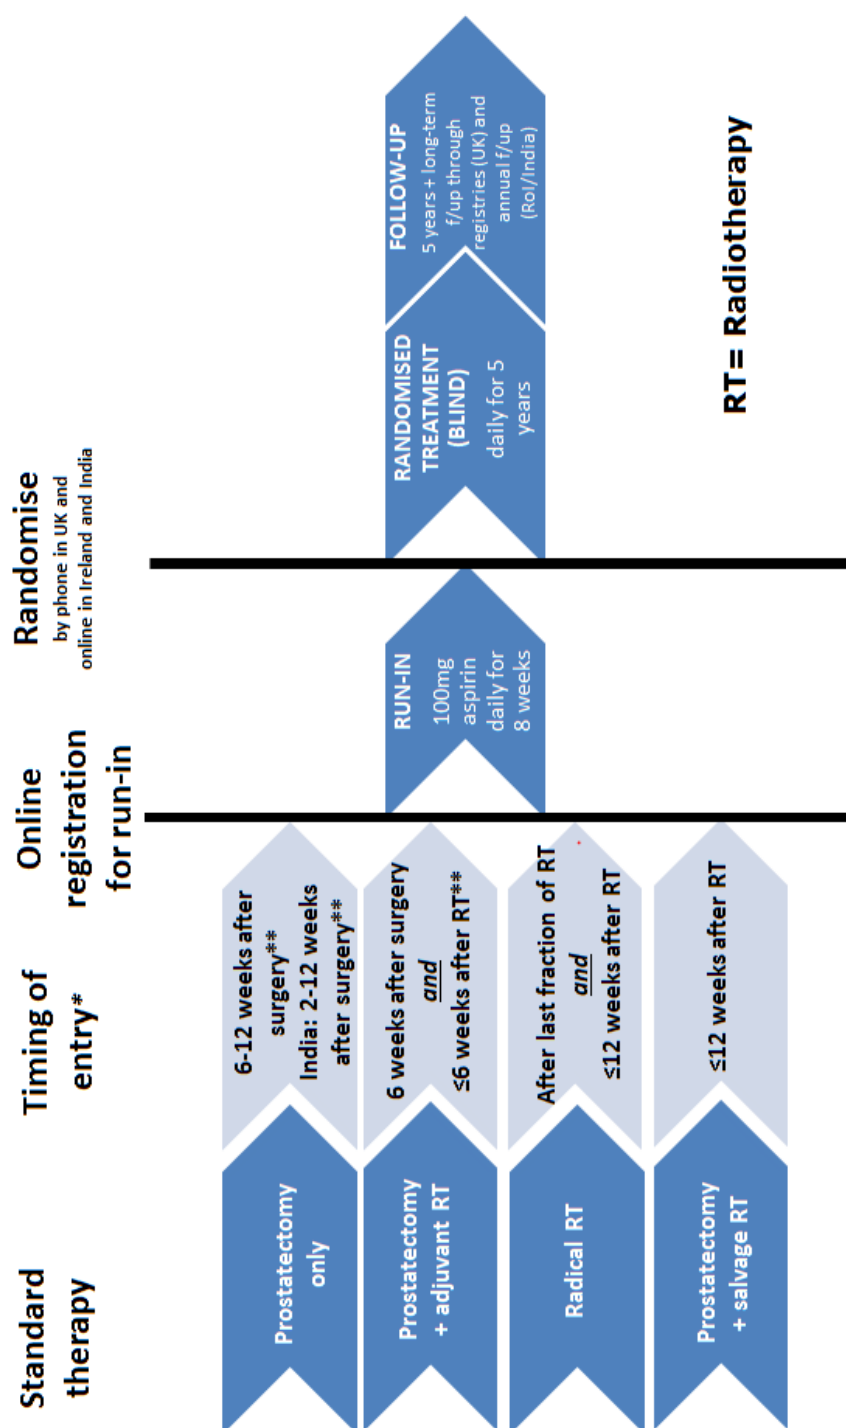 Standard
therapy
Timing of
entry*
Online
registration
for run-in
Randomise
by phone in UK and
online in Ireland and India
Prostatectomy
only
6-12 weeks after
surgery**
India: 2-12 weeks
after surgery**
Prostatectomy
+ adjuvant RT
6 weeks after surgery
and
≤6 weeks after RT**
Radical RT
After last fraction of RT
and
≤12 weeks after RT
Prostatectomy
+ salvage RT
≤12 weeks after RT
RUN-IN
100mg
aspirin
daily for
8 weeks
RANDOMISED
TREATMENT
(BLIND)
daily for 5
years
FOLLOW-UP
5 years + long-term
f/up through
registries (UK) and
annual f/up
(RoI/India)
RT= Radiotherapy